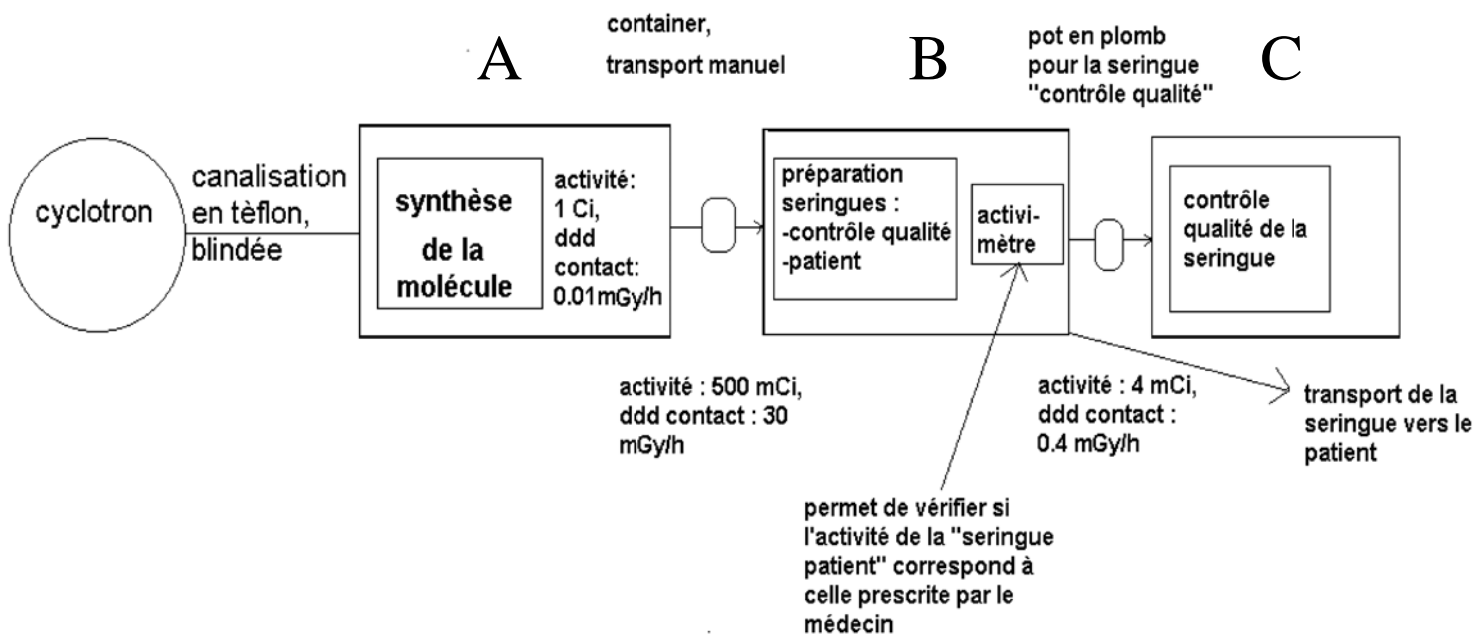 container,
transport manuel
A
B
pot en plomb
pour la seringue
"contrôle qualité"
C
cyclotron
canalisation
en tèflon,
blindée
synthèse
de la
molécule
activité:
1 Ci,
ddd
contact:
0.01mGy/h
préparation
seringues :
-contrôle qualité
-patient
activi-
mètre
contrôle
qualité de la
seringue
activité : 500 mCi,
ddd contact : 30
mGy/h
activité : 4 mCi,
ddd contact :
0.4 mGy/h
transport de la
seringue vers le
patient
permet de vérifier si
l'activité de la "seringue
patient" correspond à
celle prescrite par le
médecin